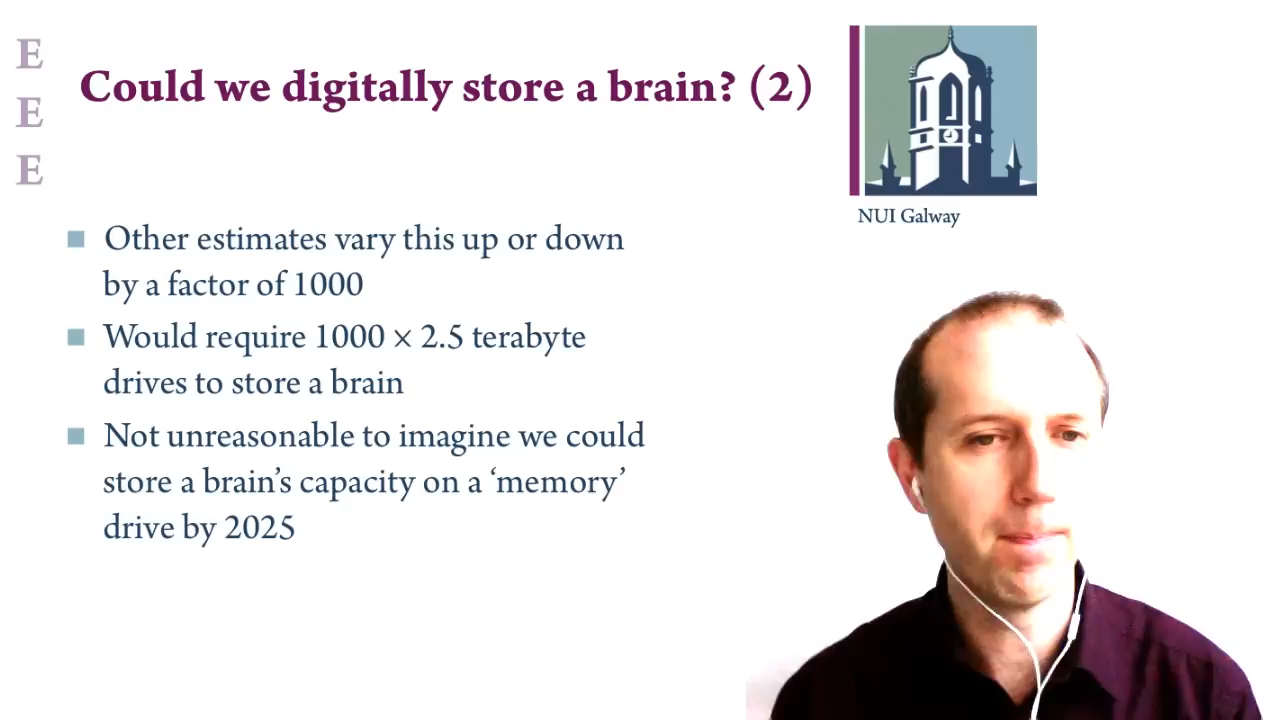 E
E
E
Could we digitally store a brain? (2)
NUI Galway
Other estimates vary this up or down
by a factor of 1000
Would require 1000 × 2.5 terabyte
drives to store a brain
Not unreasonable to imagine we could
store a brain’s capacity on a ‘memory’
drive by 2025